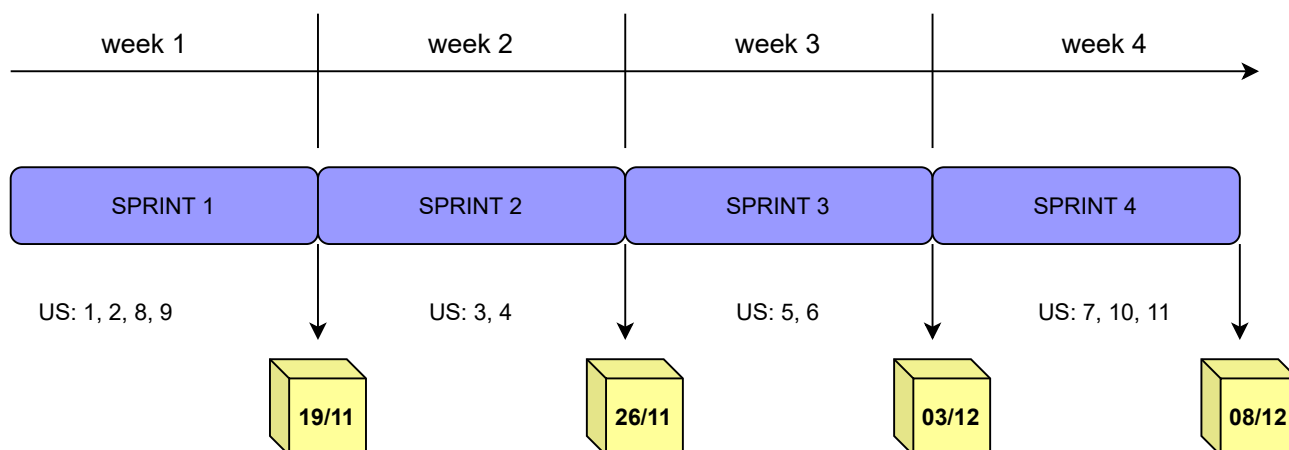 week 1
week 2
week 3
week 4
SPRINT 1
SPRINT 2
SPRINT 3
SPRINT 4
US: 1, 2, 8, 9
US: 3, 4
US: 5, 6
US: 7, 10, 11
19/11
26/11
03/12
08/12